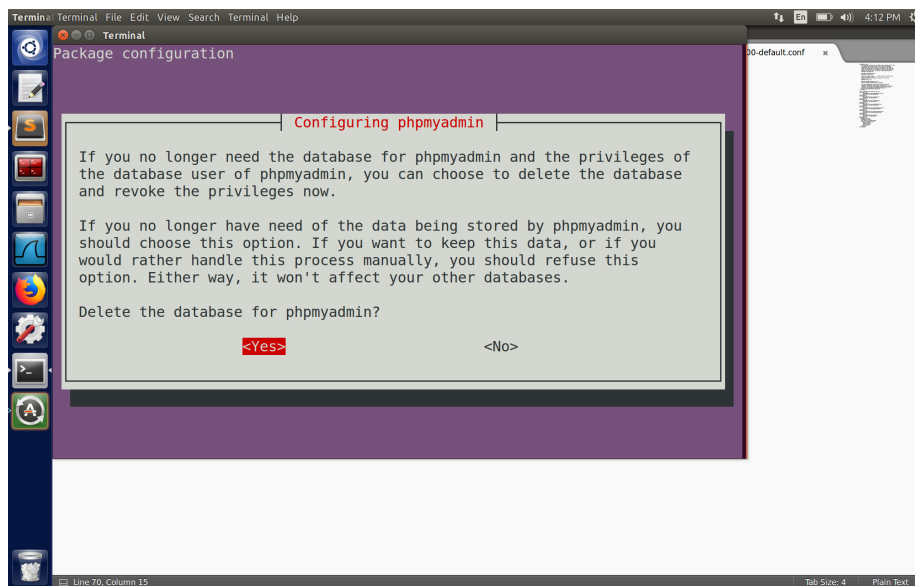 Terminal Terminal File Edit View Search Terminal Help
En
4:12 PM
Terminal
Package configuration
00-default.conf ×
Configuring phpmyadmin
If you no longer need the database for phpmyadmin and the privileges of
the database user of phpmyadmin, you can choose to delete the database
and revoke the privileges now.
If you no longer have need of the data being stored by phpmyadmin, you
should choose this option. If you want to keep this data, or if you
would rather handle this process manually, you should refuse this
option. Either way, it won't affect your other databases.
Delete the database for phpmyadmin?
<Yes> <No>
Line 70, Column 15
Tab Size: 4 Plain Text